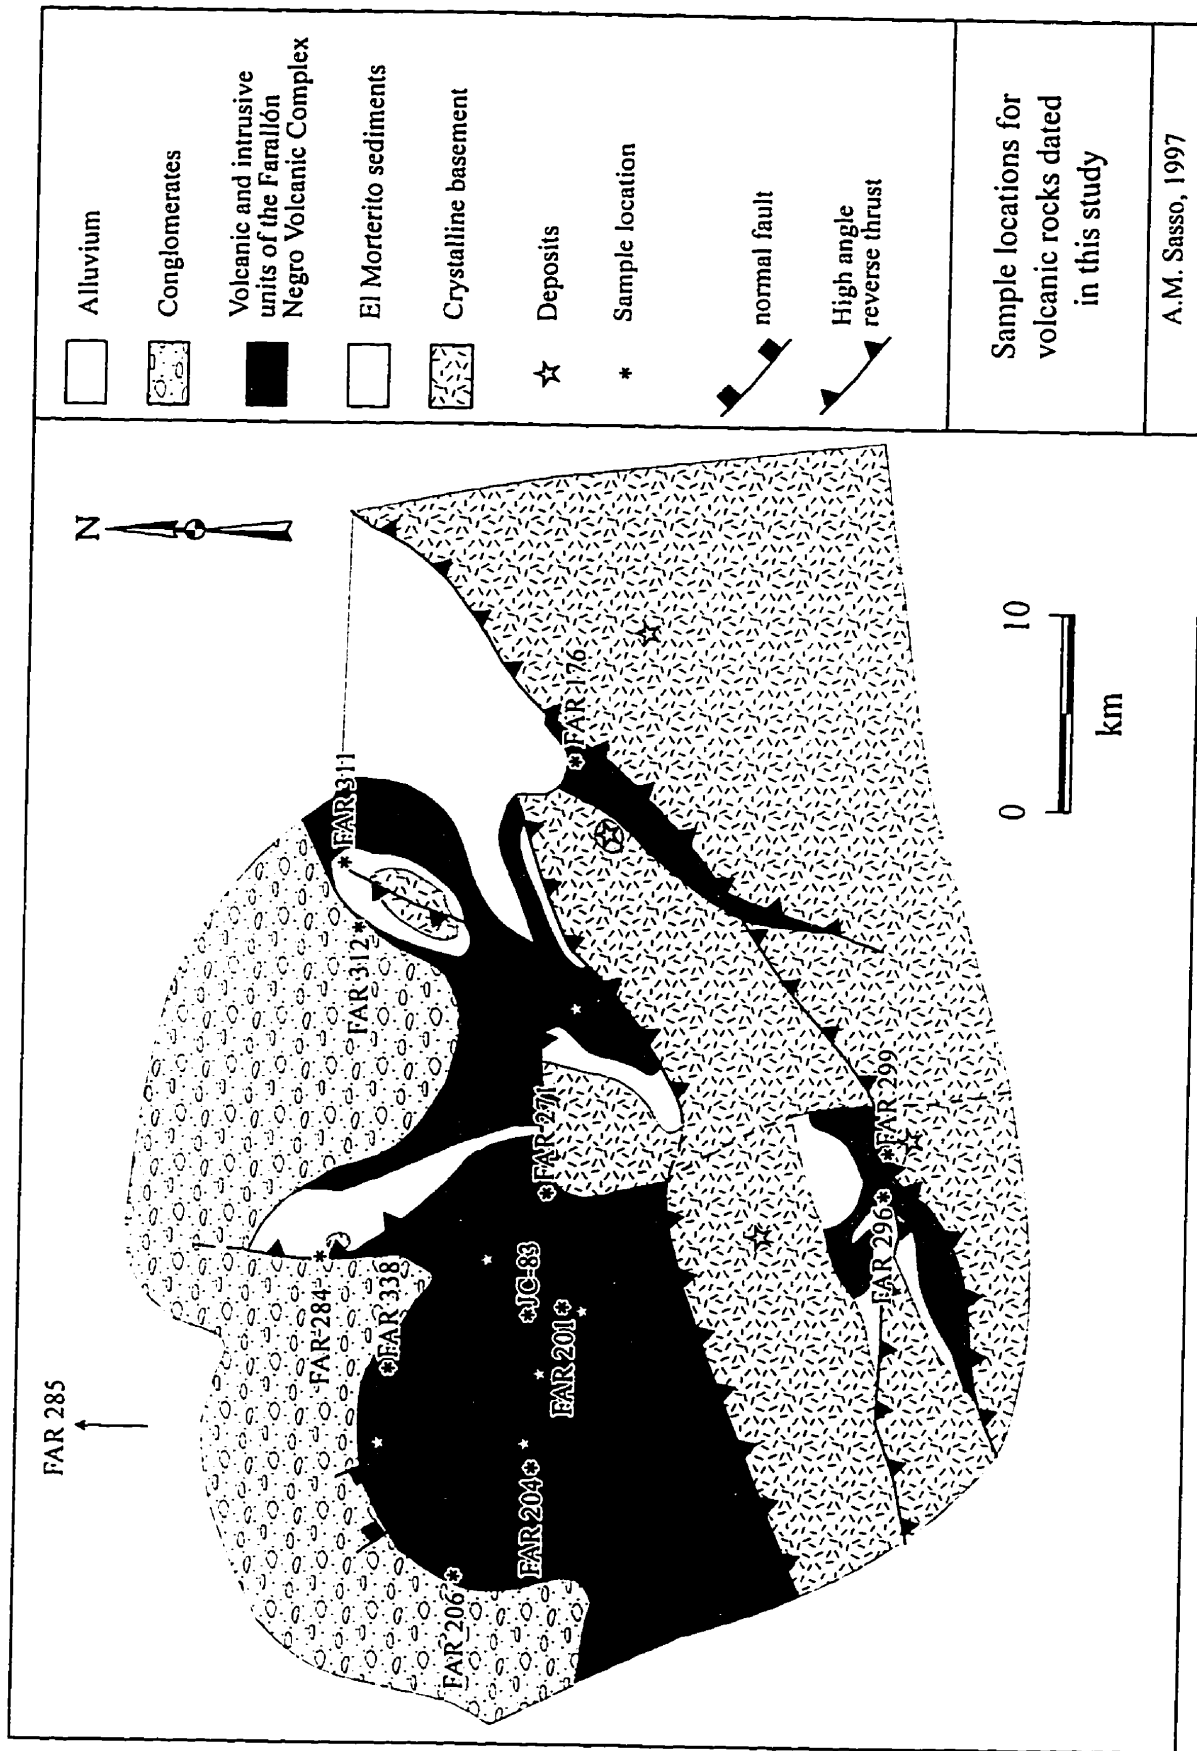 FAR 285
N
FAR 284
FAR 338
FAR 312
FAR 311
FAR 206
FAR 204
FAR 201
JC-83
FAR 271
FAR 176
FAR 296
FAR 299
0
10
km
Alluvium
Conglomerates
Volcanic and intrusive
units of the Farallón
Negro Volcanic Complex
El Morterito sediments
Crystalline basement
Deposits
Sample location
normal fault
High angle
reverse thrust
Sample locations for
volcanic rocks dated
in this study
A.M. Sasso, 1997